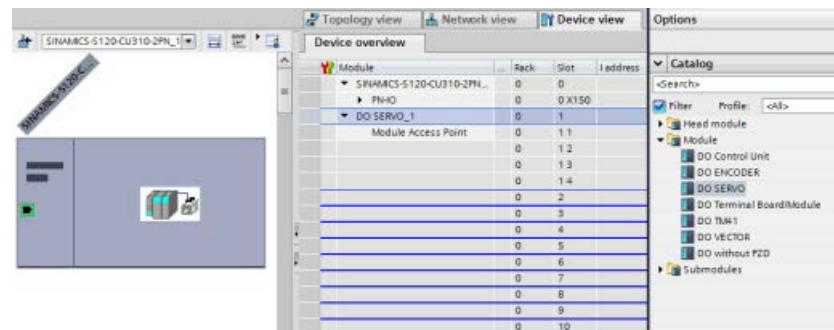 Topology view
Network view
Device view
Options
SINAMICS-S120-CU310-2PN_1
Device overview
Module ... Rack Slot I address
SINAMICS-S120-CU310-2PN... 0 0
PN-IO 0 0 X150
DO SERVO_1 0 1
Module Access Point 0 1 1
0 1 2
0 1 3
0 1 4
0 2
0 3
0 4
0 5
0 6
0 7
0 8
0 9
0 10
SINAMICS-S120-C...
Catalog
<Search>
Filter Profile: <All>
Head module
Module
DO Control Unit
DO ENCODER
DO SERVO
DO Terminal Board/Module
DO TM41
DO VECTOR
DO without PZD
Submodules